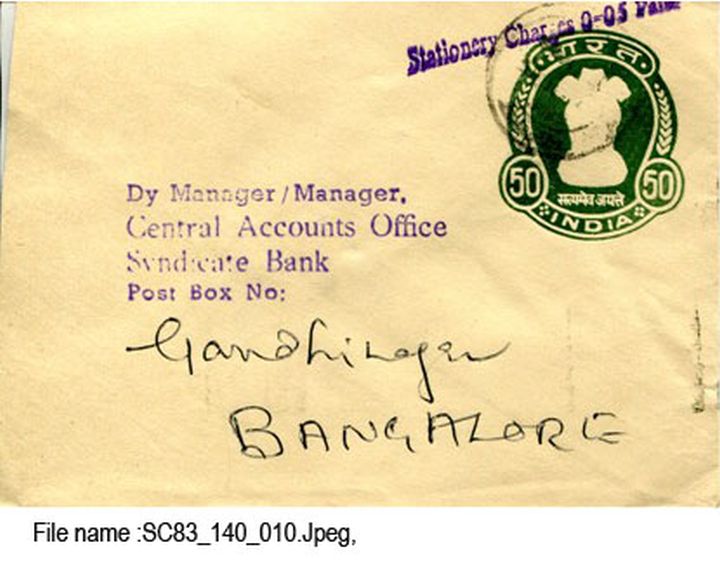 Stationery Charges 0-05 Paise
भारत
50 50
सत्यमेव जयते
INDIA
Dy Manager/Manager,
Central Accounts Office
Syndicate Bank
Post Box No:
Gandhinagar
BANGALORE
File name :SC83_140_010.Jpeg,